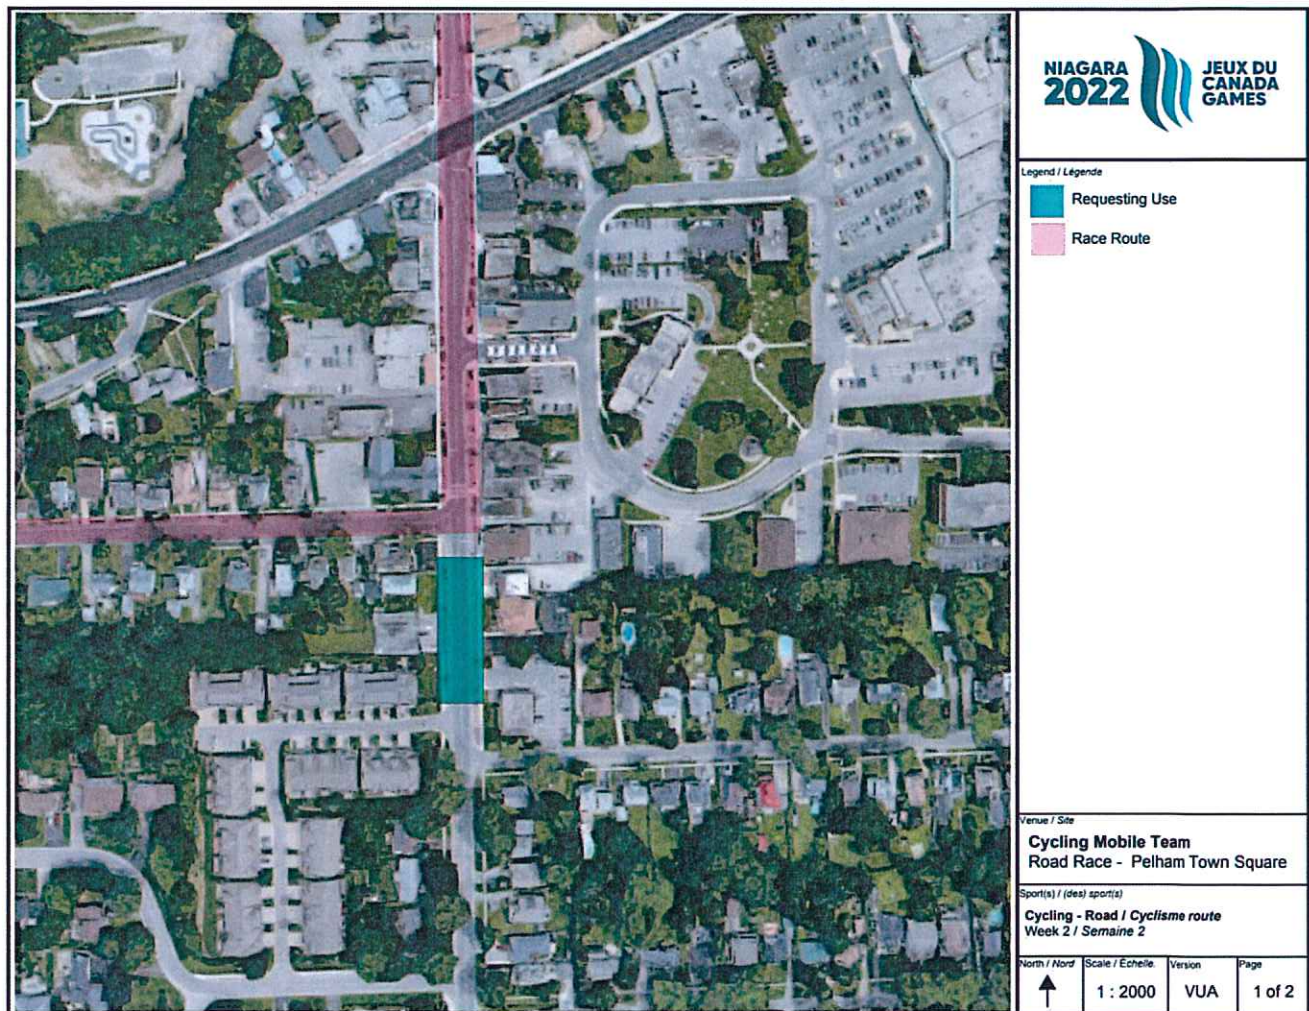 NIAGARA
2022
JEUX DU
CANADA
GAMES
Legend / Légende
Requesting Use
Race Route
Venue / Site
Cycling Mobile Team
Road Race - Pelham Town Square
Sport(s) / (des) sport(s)
Cycling - Road / Cyclisme route
Week 2 / Semaine 2
North / Nord
Scale / Échelle.
Version
Page
1 : 2000
VUA
1 of 2